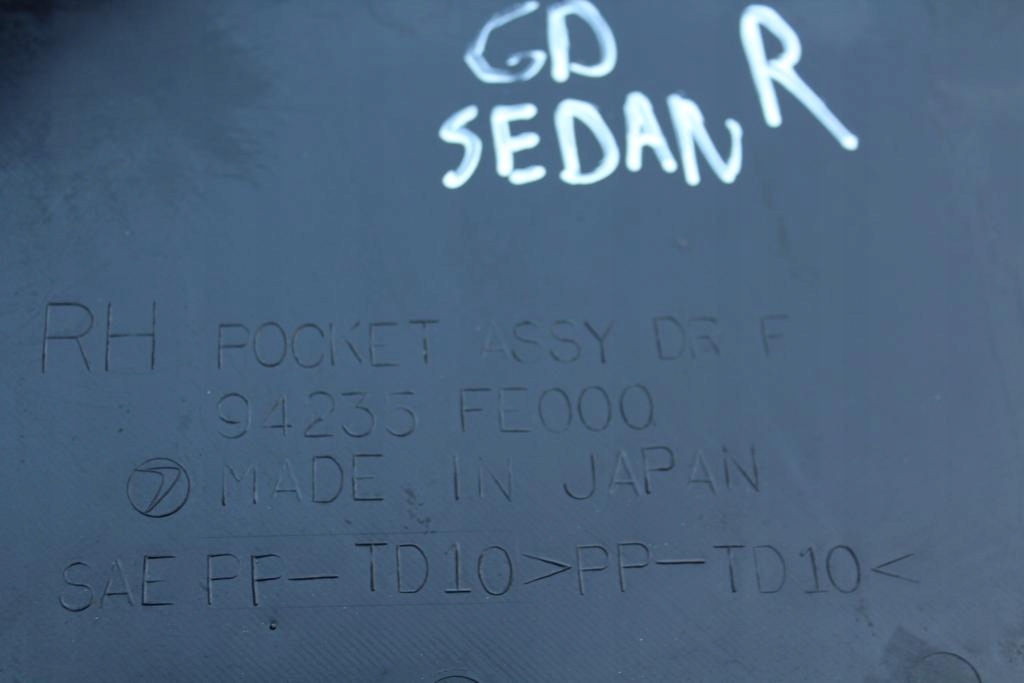 GD
SEDAN R
RH POCKET ASSY DR F
94235 FE000
MADE IN JAPAN
SAE PP-TD10>PP-TD10<